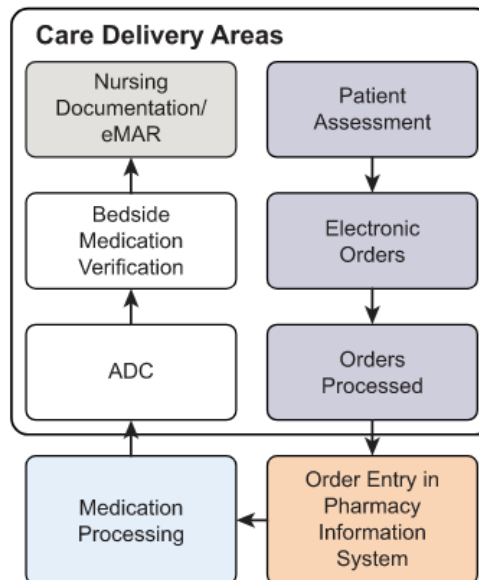 Care Delivery Areas
Nursing
Documentation/
eMAR
Patient
Assessment
Bedside
Medication
Verification
Electronic
Orders
ADC
Orders
Processed
Medication
Processing
Order Entry in
Pharmacy
Information
System